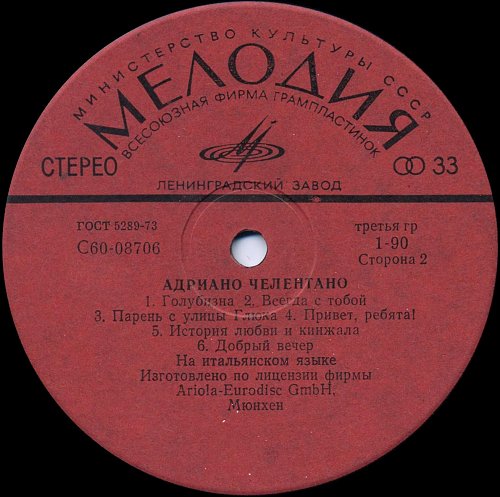 МИНИСТЕРСТВО КУЛЬТУРЫ СССР
МЕЛОДИЯ
ВСЕСОЮЗНАЯ ФИРМА ГРАМПЛАСТИНОК
СТЕРЕО
33
ЛЕНИНГРАДСКИЙ ЗАВОД
ГОСТ 5289-73
третья гр
С60-08706
1-90
Сторона 2
АДРИАНО ЧЕЛЕНТАНО
1. Голубизна 2. Всегда с тобой
3. Парень с улицы Глюка 4. Привет, ребята!
5. История любви и кинжала
6. Добрый вечер
На итальянском языке
Изготовлено по лицензии фирмы
Ariola-Eurodisc GmbH,
Мюнхен